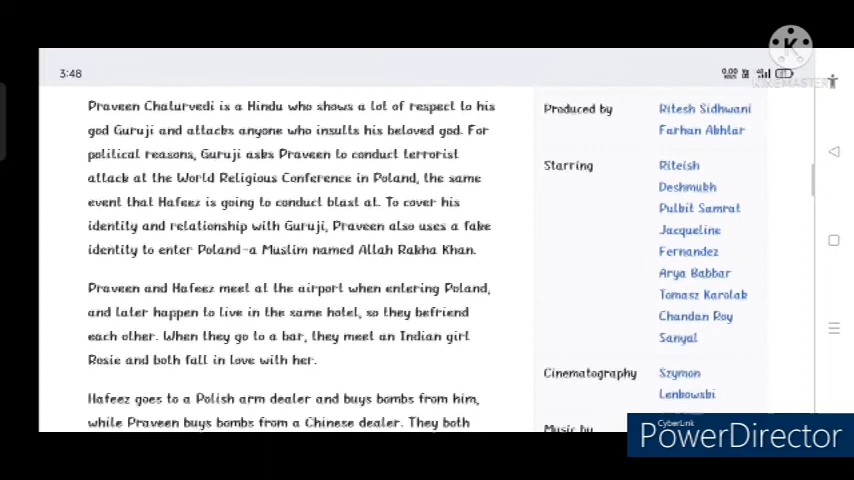 3:48
KINEMASTER
Praveen Chaturvedi is a Hindu who shows a lot of respect to his
god Guruji and attacks anyone who insults his beloved god. For
political reasons, Guruji asks Praveen to conduct terrorist
attack at the World Religious Conference in Poland, the same
event that Hafeez is going to conduct blast at. To cover his
identity and relationship with Guruji, Praveen also uses a fake
identity to enter Poland-a Muslim named Allah Rakha Khan.
Praveen and Hafeez meet at the airport when entering Poland,
and later happen to live in the same hotel, so they befriend
each other. When they go to a bar, they meet an Indian girl
Rosie and both fall in love with her.
Hafeez goes to a Polish arm dealer and buys bombs from him,
while Praveen buys bombs from a Chinese dealer. They both
Produced by
Ritesh Sidhwani
Farhan Akhtar
Starring
Riteish
Deshmukh
Pulkit Samrat
Jacqueline
Fernandez
Arya Babbar
Tomasz Karolak
Chandan Roy
Sanyal
Cinematography
Szymon
Lenkowski
Music by
CyberLink
PowerDirector